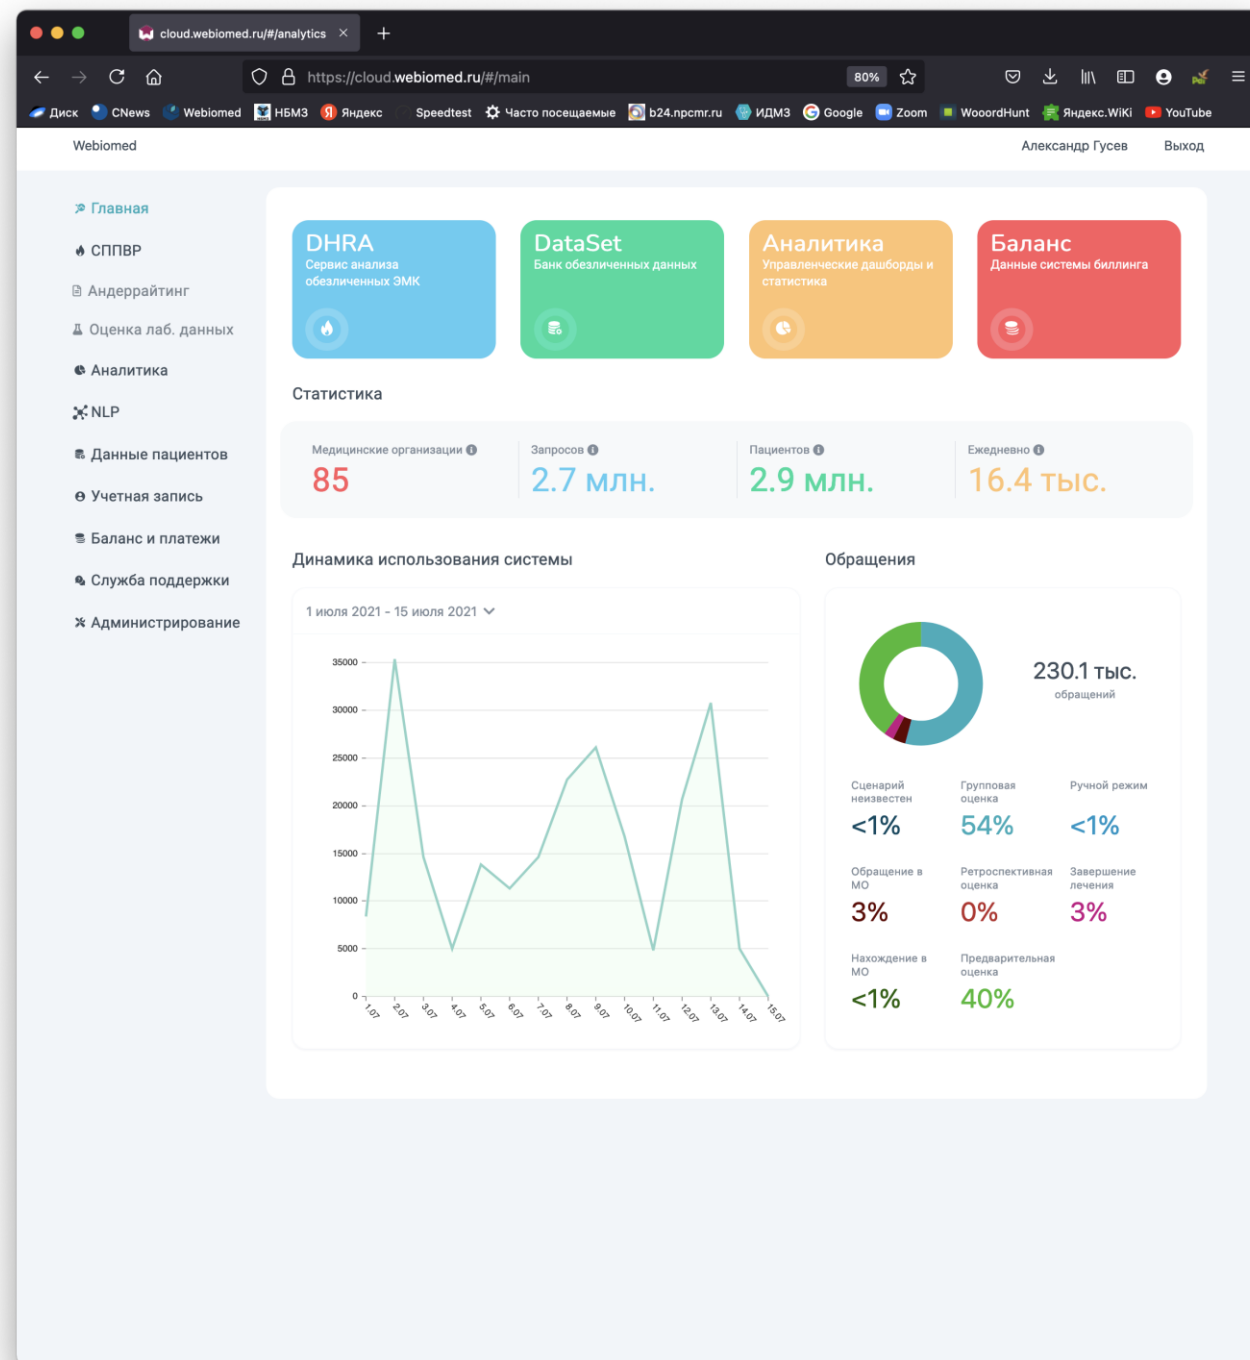 cloud.webiomed.ru/#/analytics
https://cloud.webiomed.ru/#/main
80%
Диск CNews Webiomed НБМЗ Яндекс Speedtest Часто посещаемые b24.npcmr.ru ИДМЗ Google Zoom WooordHunt Яндекс.WiKi YouTube
Webiomed Александр Гусев Выход
Главная
СППВР
Андеррайтинг
Оценка лаб. данных
Аналитика
NLP
Данные пациентов
Учетная запись
Баланс и платежи
Служба поддержки
Администрирование
DHRA
Сервис анализа
обезличенных ЭМК
DataSet
Банк обезличенных данных
Аналитика
Управленческие дашборды и
статистика
Баланс
Данные системы биллинга
Статистика
Медицинские организации
85
Запросов
2.7 млн.
Пациентов
2.9 млн.
Ежедневно
16.4 тыс.
Динамика использования системы
1 июля 2021 - 15 июля 2021
35000
30000
25000
20000
15000
10000
5000
0
1.07 2.07 3.07 4.07 5.07 6.07 7.07 8.07 9.07 10.07 11.07 12.07 13.07 14.07 15.07
Обращения
230.1 тыс.
обращений
Сценарий
неизвестен
<1%
Групповая
оценка
54%
Ручной режим
<1%
Обращение в
МО
3%
Ретроспективная
оценка
0%
Завершение
лечения
3%
Нахождение в
МО
<1%
Предварительная
оценка
40%